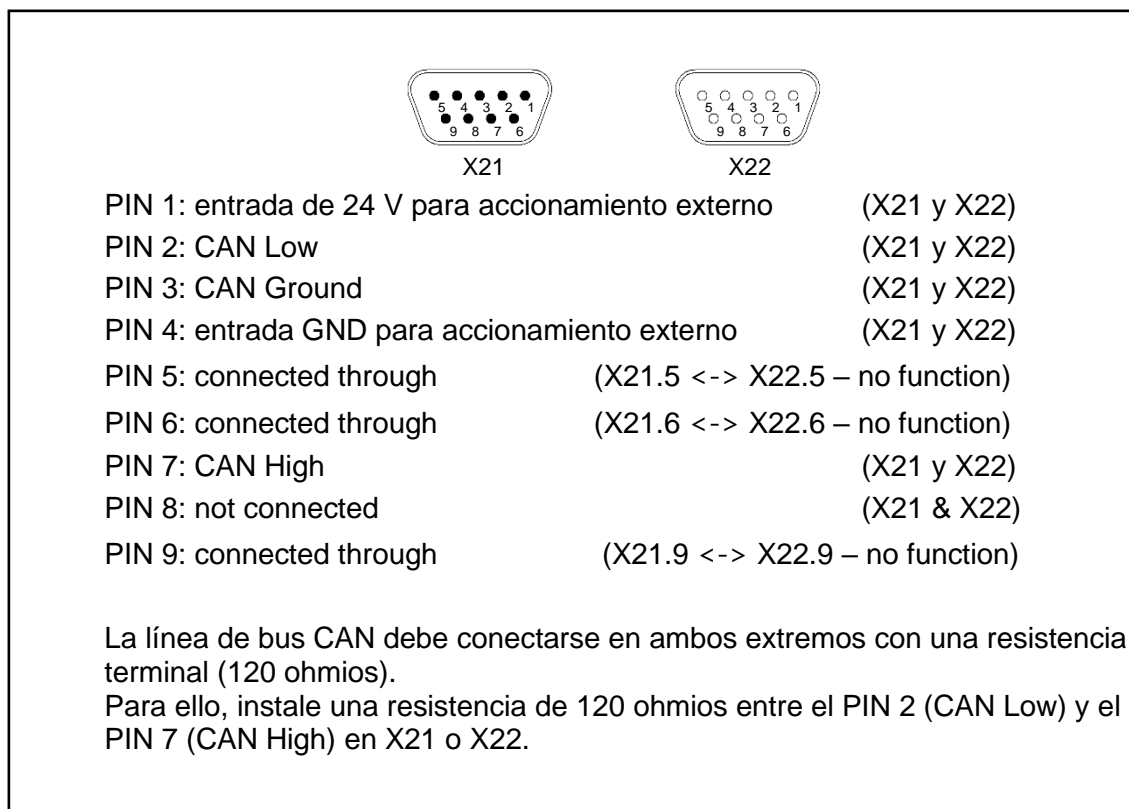 5 4 3 2 1
9 8 7 6
X21
5 4 3 2 1
9 8 7 6
X22
PIN 1: entrada de 24 V para accionamiento externo (X21 y X22)
PIN 2: CAN Low (X21 y X22)
PIN 3: CAN Ground (X21 y X22)
PIN 4: entrada GND para accionamiento externo (X21 y X22)
PIN 5: connected through (X21.5 <-> X22.5 – no function)
PIN 6: connected through (X21.6 <-> X22.6 – no function)
PIN 7: CAN High (X21 y X22)
PIN 8: not connected (X21 & X22)
PIN 9: connected through (X21.9 <-> X22.9 – no function)
La línea de bus CAN debe conectarse en ambos extremos con una resistencia
terminal (120 ohmios).
Para ello, instale una resistencia de 120 ohmios entre el PIN 2 (CAN Low) y el
PIN 7 (CAN High) en X21 o X22.